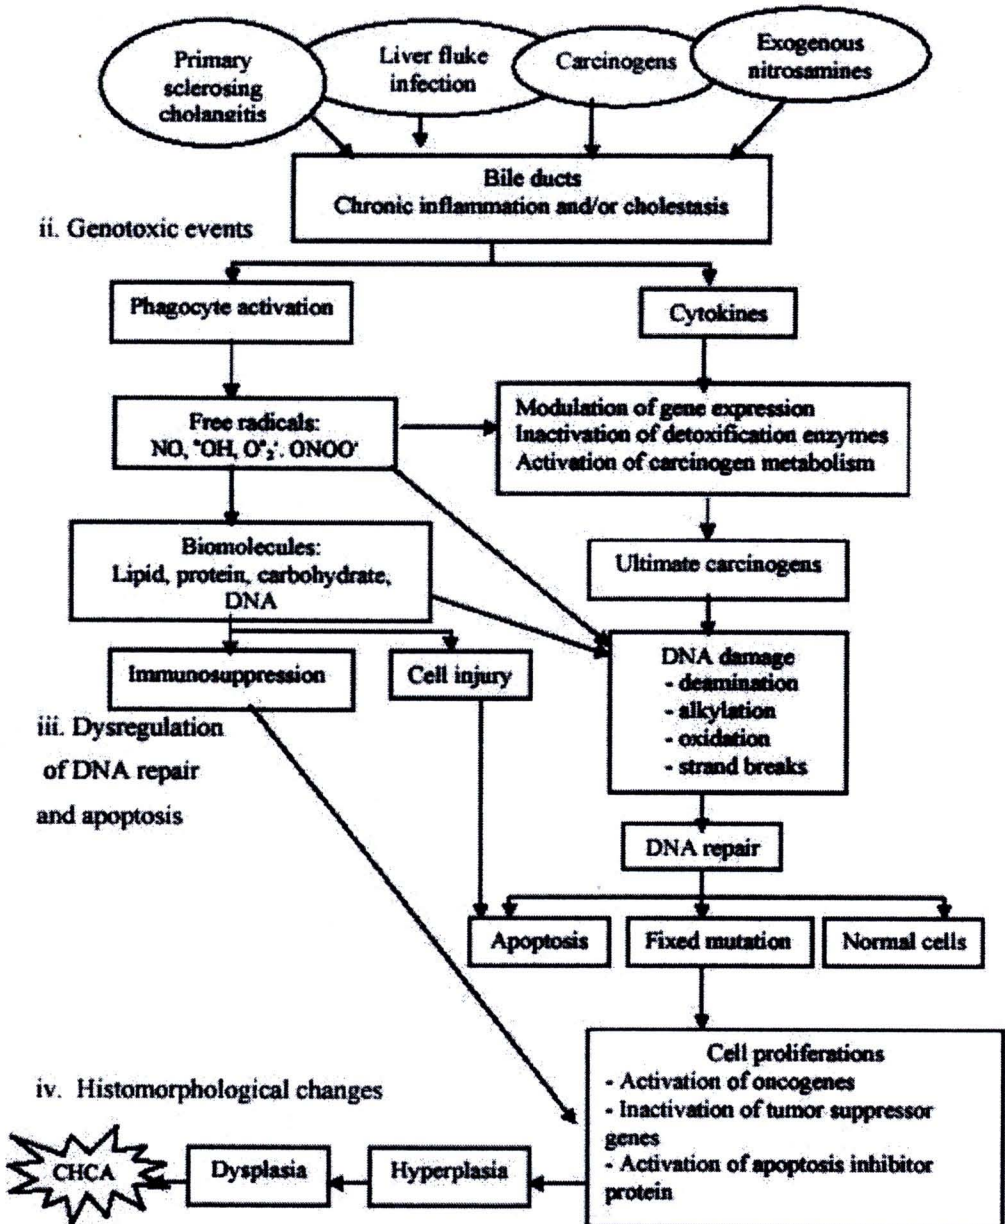 Primary
sclerosing
cholangitis
Liver fluke
infection
Carcinogens
Exogenous
nitrosamines
Bile ducts
Chronic inflammation and/or cholestasis
ii. Genotoxic events
Phagocyte activation
Cytokines
Free radicals:
NO, °OH, O°₂⁻. ONOO⁻
Modulation of gene expression
Inactivation of detoxification enzymes
Activation of carcinogen metabolism
Biomolecules:
Lipid, protein, carbohydrate,
DNA
Ultimate carcinogens
Immunosuppression
Cell injury
DNA damage
- deamination
- alkylation
- oxidation
- strand breaks
iii. Dysregulation
of DNA repair
and apoptosis
DNA repair
Apoptosis
Fixed mutation
Normal cells
Cell proliferations
- Activation of oncogenes
- Inactivation of tumor suppressor
genes
- Activation of apoptosis inhibitor
protein
iv. Histomorphological changes
CHCA
Dysplasia
Hyperplasia